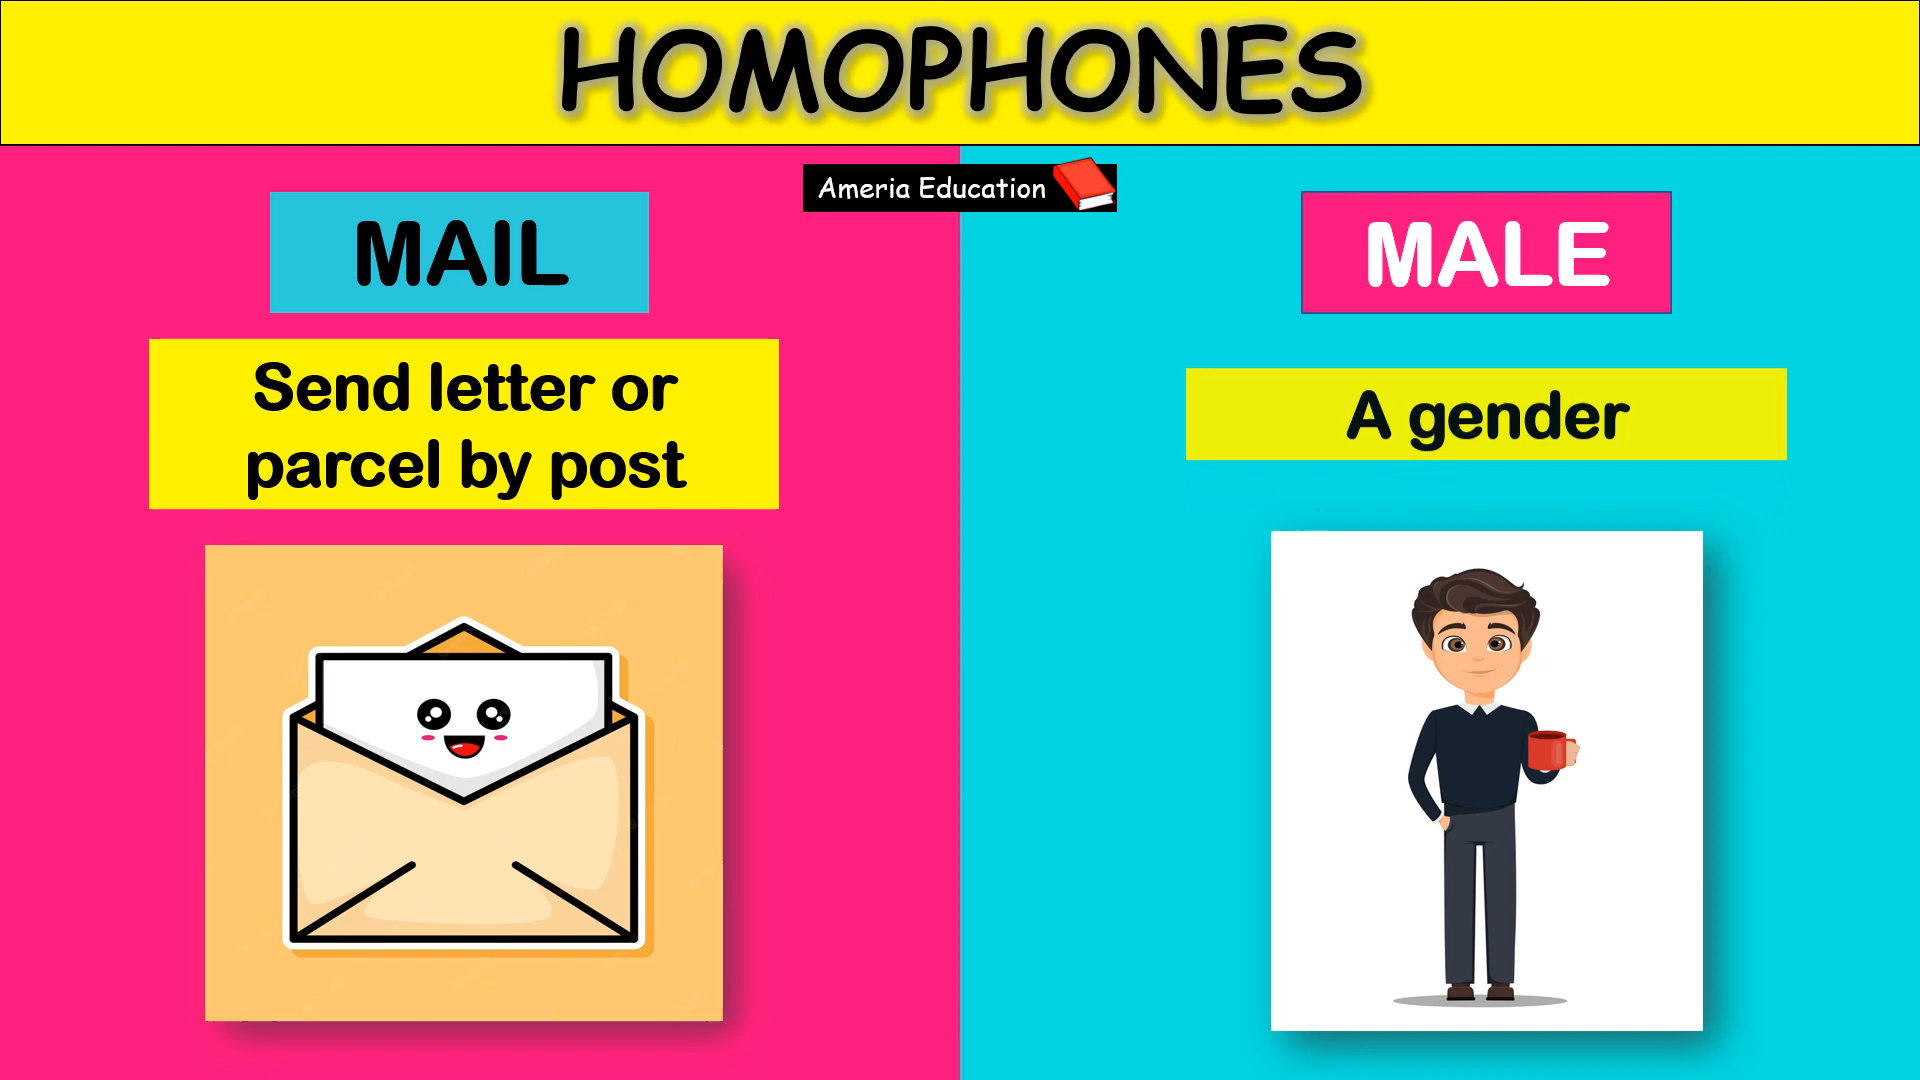 HOMOPHONES
Ameria Education
MAIL
Send letter or
parcel by post
MALE
A gender